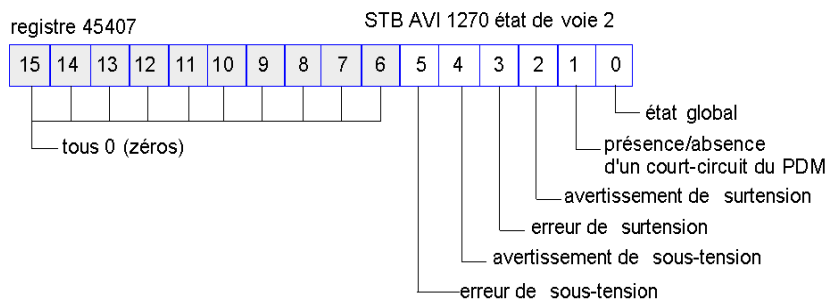 registre 45407
STB AVI 1270 état de voie 2
15 14 13 12 11 10 9 8 7 6 5 4 3 2 1 0
état global
tous 0 (zéros)
présence/absence
d'un court-circuit du PDM
avertissement de surtension
erreur de surtension
avertissement de sous-tension
erreur de sous-tension